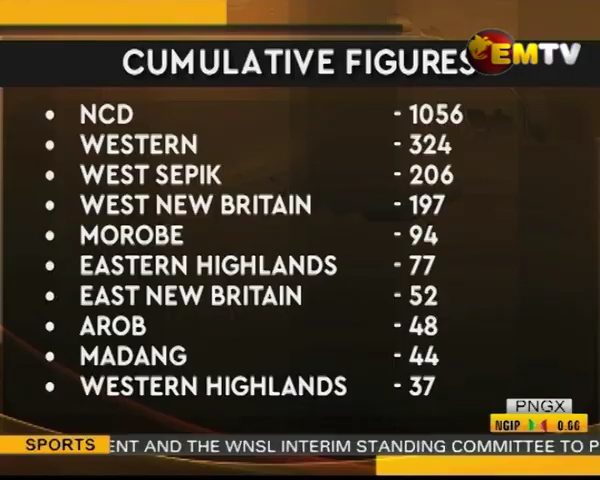 CUMULATIVE FIGURES
EMTV
• NCD - 1056
• WESTERN - 324
• WEST SEPIK - 206
• WEST NEW BRITAIN - 197
• MOROBE - 94
• EASTERN HIGHLANDS - 77
• EAST NEW BRITAIN - 52
• AROB - 48
• MADANG - 44
• WESTERN HIGHLANDS - 37
PNGX
NGIP 0.00
SPORTS ENT AND THE WNSL INTERIM STANDING COMMITTEE TO P